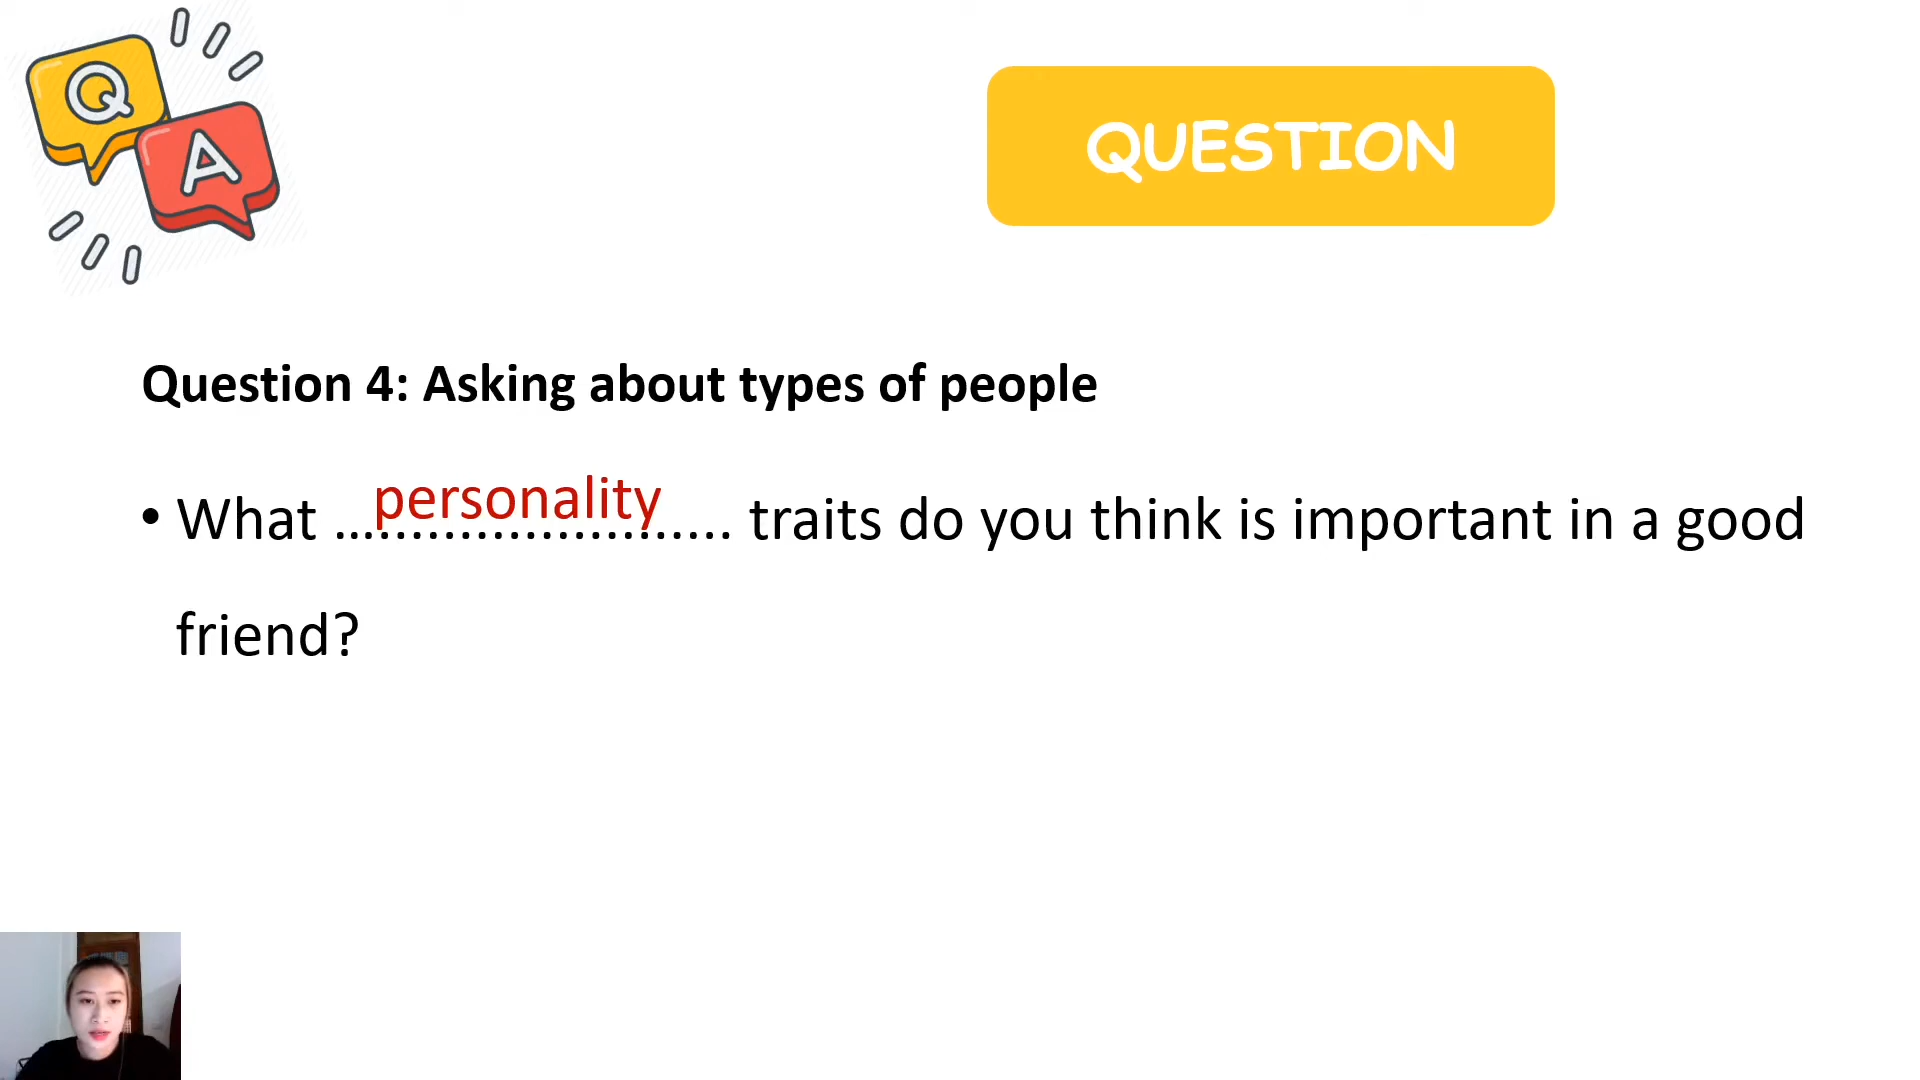 Q
A
QUESTION
Question 4: Asking about types of people
• What ...personality... traits do you think is important in a good
friend?